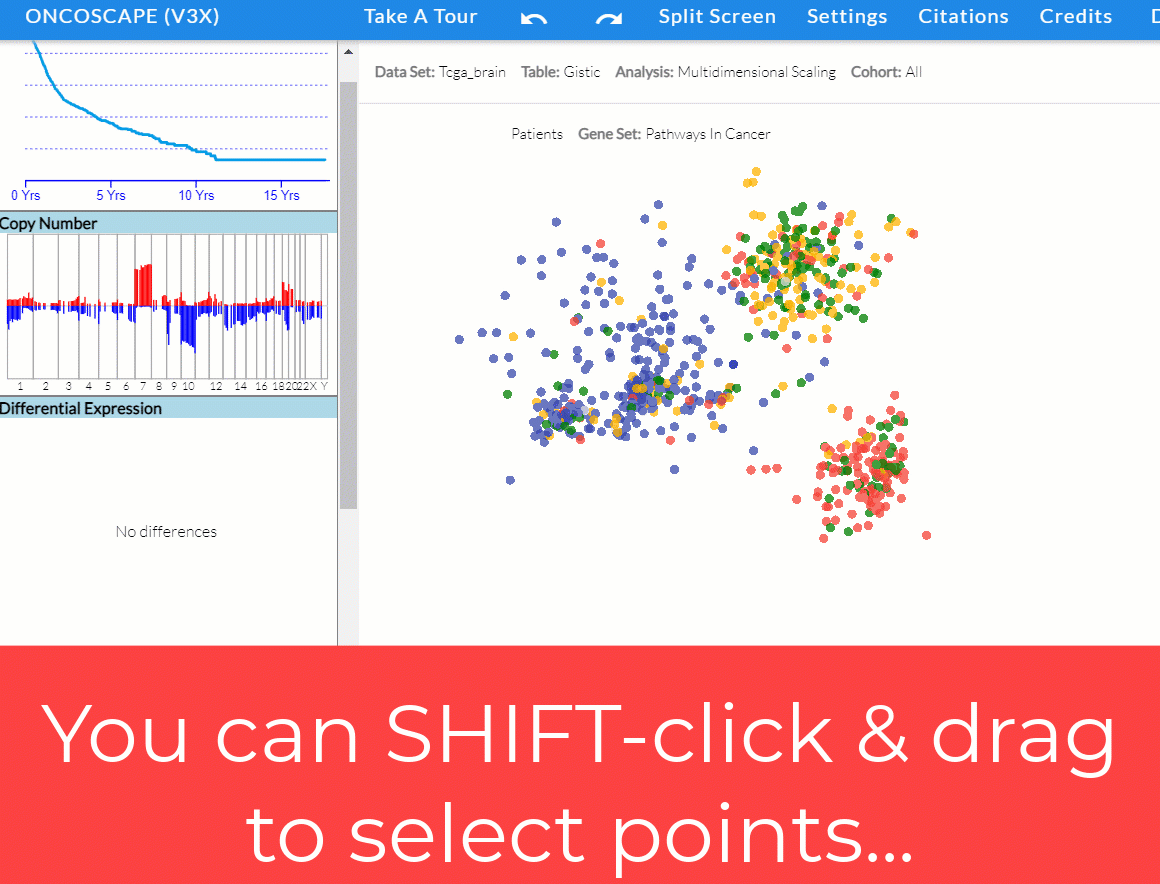 ONCOSCAPE (V3X) Take A Tour Split Screen Settings Citations Credits
Data Set: Tcga_brain Table: Gistic Analysis: Multidimensional Scaling Cohort: All
Patients Gene Set: Pathways In Cancer
0 Yrs 5 Yrs 10 Yrs 15 Yrs
Copy Number
1 2 3 4 5 6 7 8 9 10 12 14 16 18 20 22 X Y
Differential Expression
No differences
You can SHIFT-click & drag
to select points...